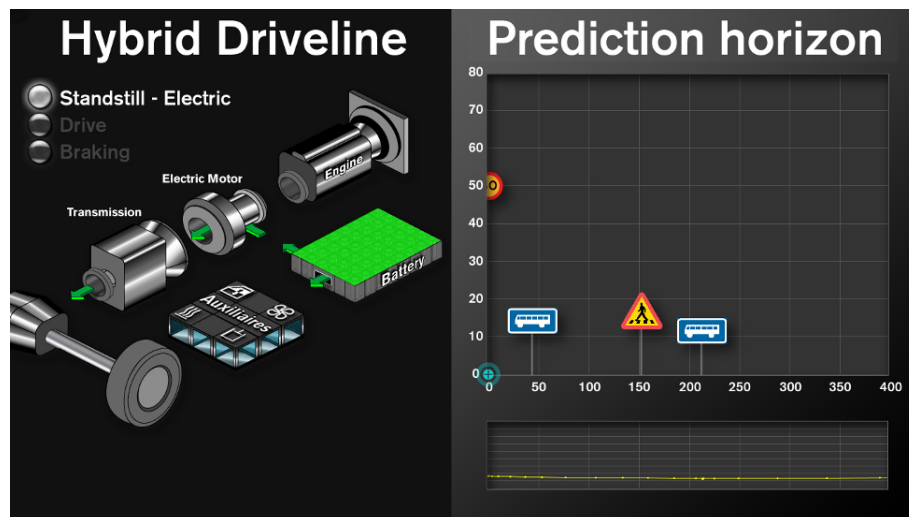 Hybrid Driveline
Standstill - Electric
Drive
Braking
Engine
Electric Motor
Transmission
Battery
Auxiliaires
Prediction horizon
80
70
60
50
40
30
20
10
0
0 50 100 150 200 250 300 350 400